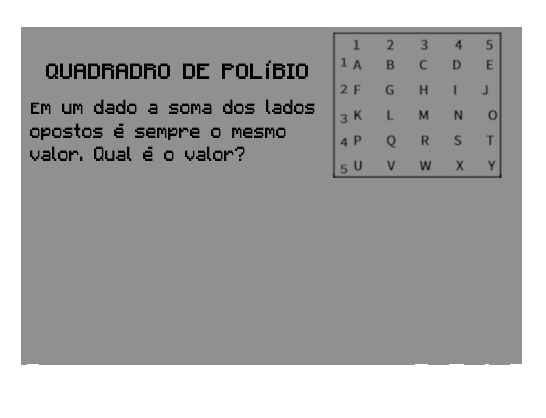 QUADRADRO DE POLíBIO
Em um dado a soma dos lados
opostos é sempre o mesmo
valor. Qual é o valor?
1 2 3 4 5
1 A B C D E
2 F G H I J
3 K L M N O
4 P Q R S T
5 U V W X Y